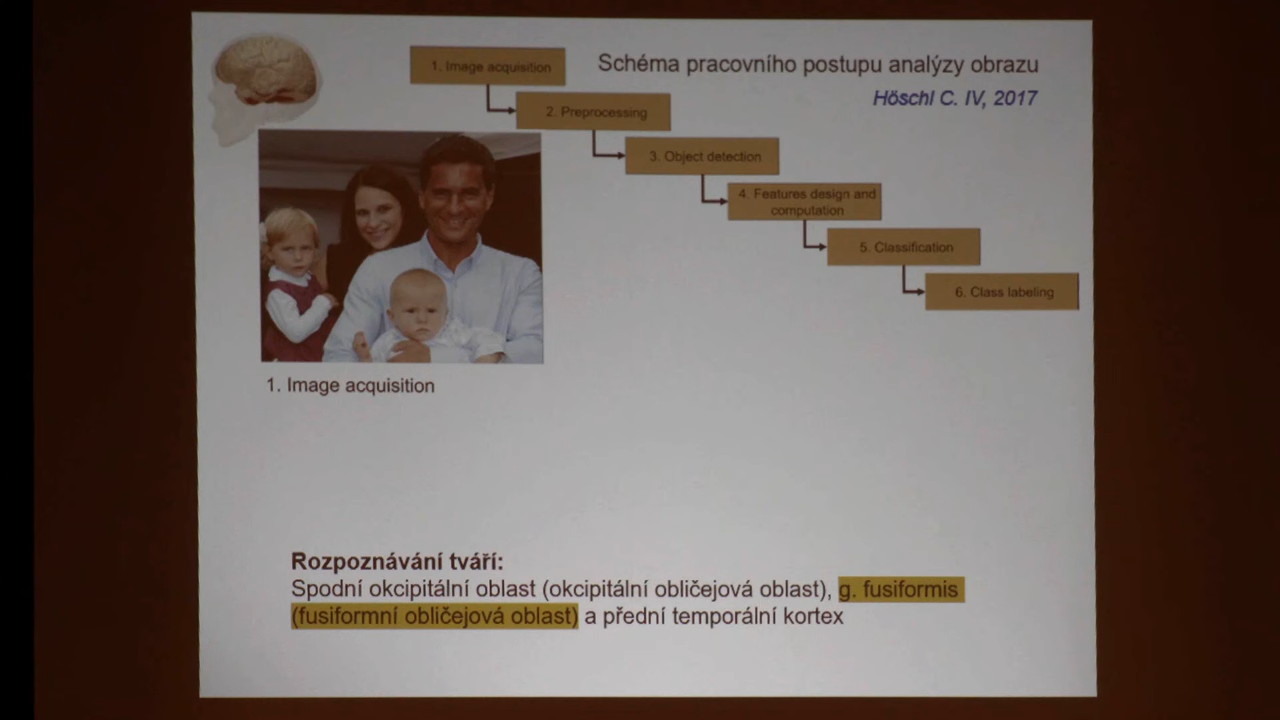 1. Image acquisition
Schéma pracovního postupu analýzy obrazu
Höschl C. IV, 2017
2. Preprocessing
3. Object detection
4. Features design and
computation
5. Classification
6. Class labeling
1. Image acquisition
Rozpoznávání tváří:
Spodní okcipitální oblast (okcipitální obličejová oblast), g. fusiformis
(fusiformní obličejová oblast) a přední temporální kortex